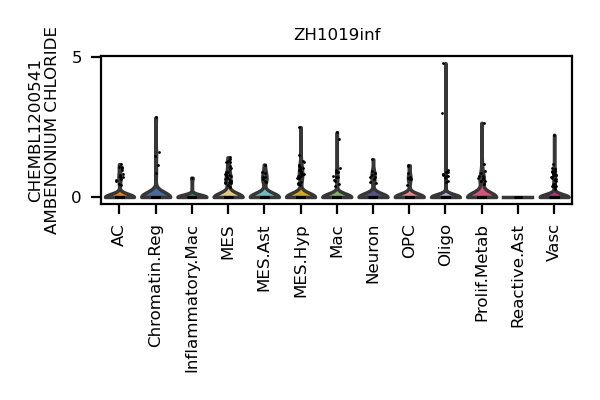 ZH1019inf
CHEMBL1200541
AMBENONIUM CHLORIDE
5
0
AC
Chromatin.Reg
Inflammatory.Mac
MES
MES.Ast
MES.Hyp
Mac
Neuron
OPC
Oligo
Prolif.Metab
Reactive.Ast
Vasc